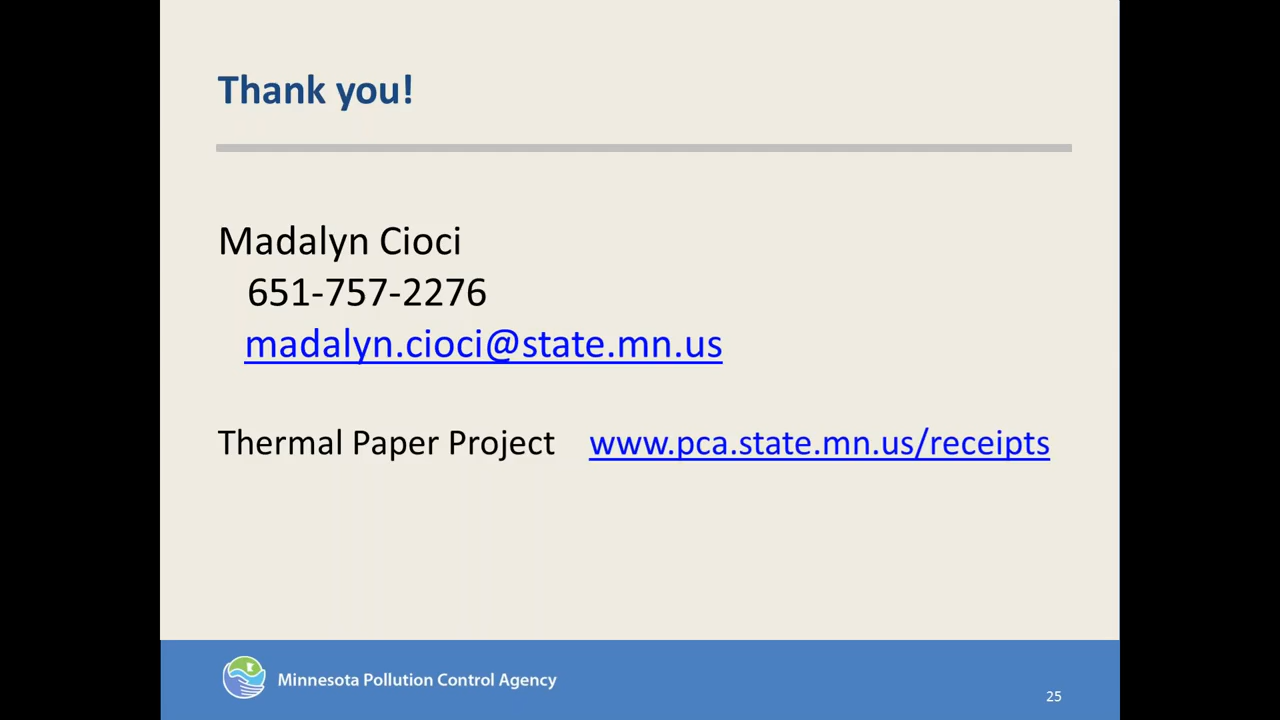 Thank you!
Madalyn Cioci
651-757-2276
madalyn.cioci@state.mn.us
Thermal Paper Project www.pca.state.mn.us/receipts
Minnesota Pollution Control Agency
25